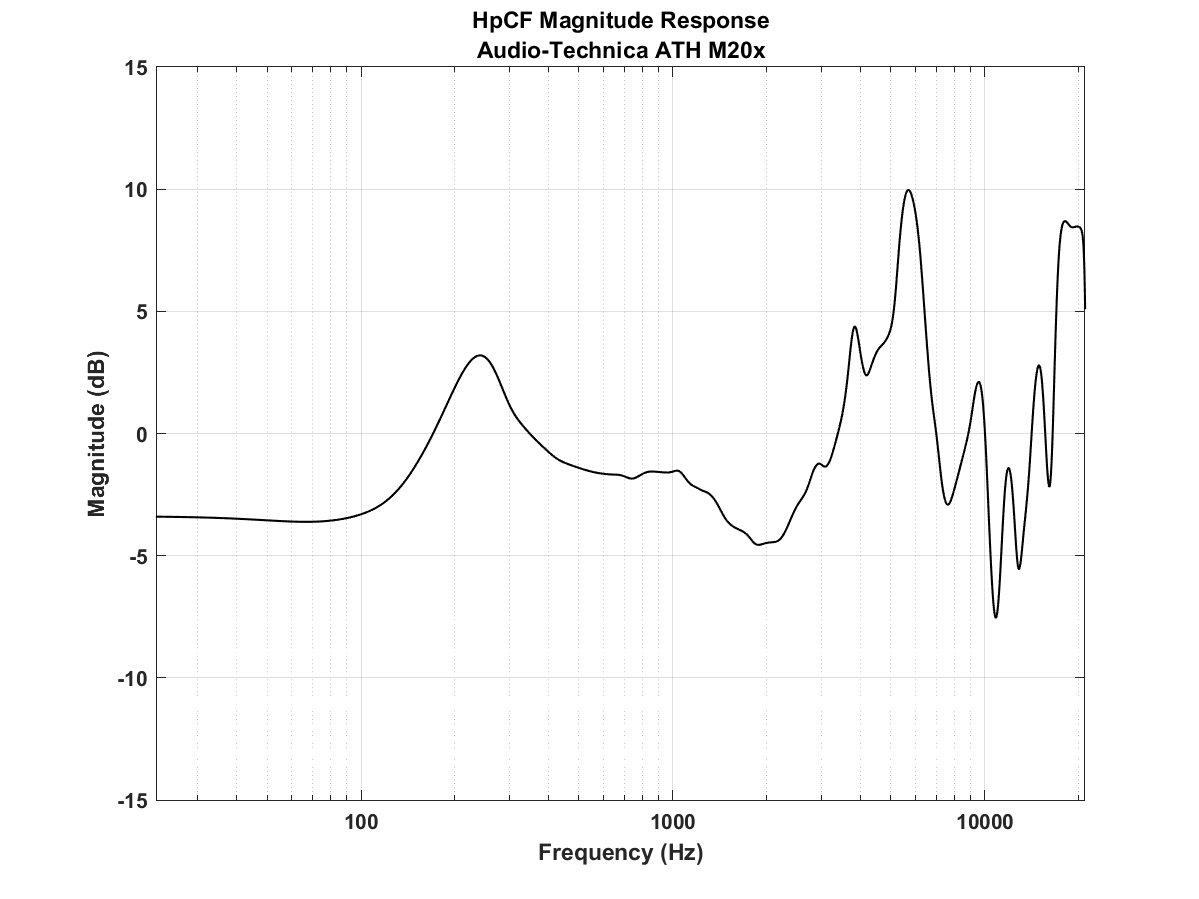 HpCF Magnitude Response
Audio-Technica ATH M20x
15
10
5
0
-5
-10
-15
Magnitude (dB)
100
1000
10000
Frequency (Hz)